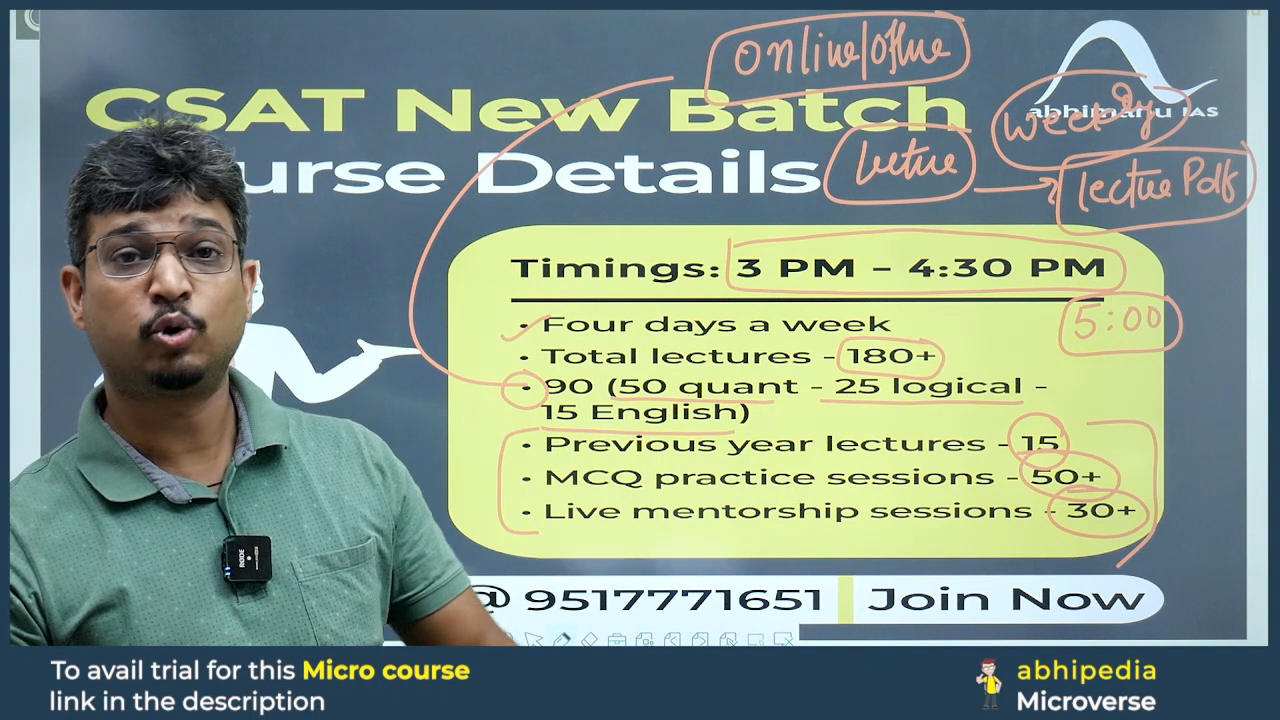 online/offline
CSAT New Batch
abhimanu IAS
weekly
urse Details
lecture
lecture Pdfs
Timings: 3 PM – 4:30 PM
5:00
• Four days a week
• Total lectures - 180+
• 90 (50 quant - 25 logical -
15 English)
• Previous year lectures - 15
• MCQ practice sessions - 50+
• Live mentorship sessions - 30+
@ 9517771651 Join Now
RODE
To avail trial for this Micro course
link in the description
abhipedia
Microverse